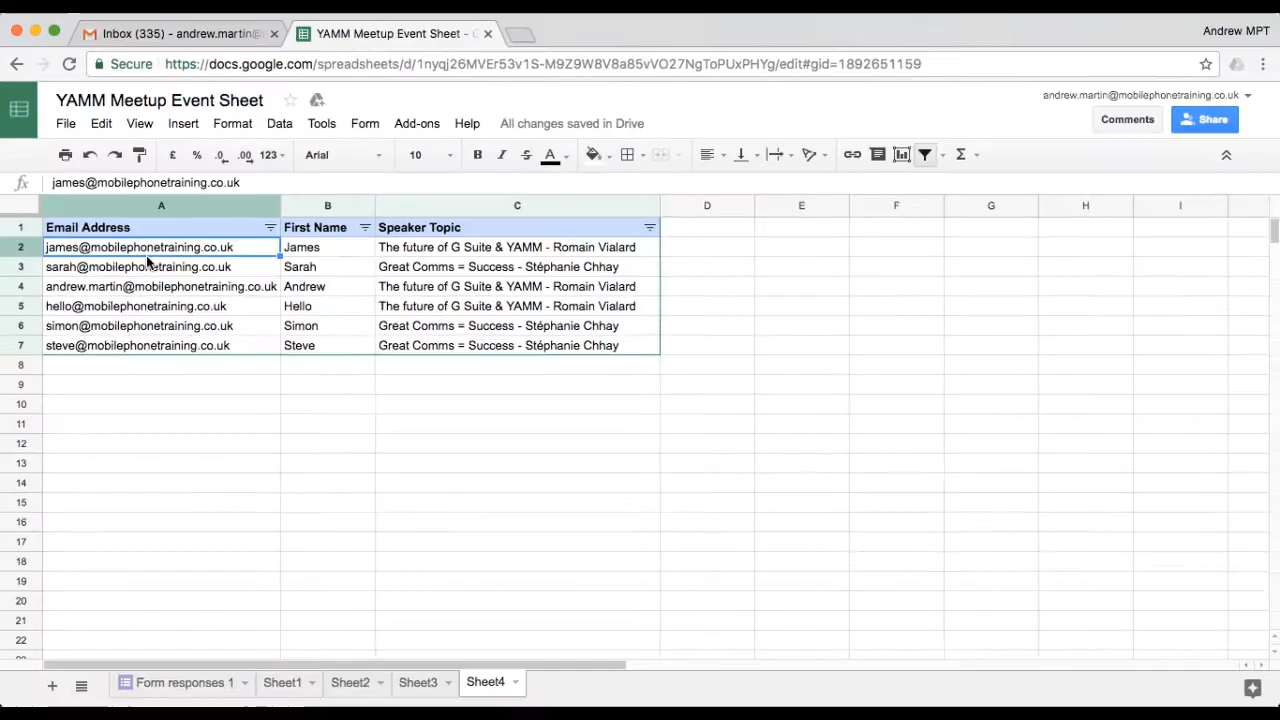 Inbox (335) - andrew.martin@
YAMM Meetup Event Sheet -
Andrew MPT
Secure https://docs.google.com/spreadsheets/d/1nyqj26MVEr53v1S-M9Z9W8V8a85vVO27NgToPUxPHYg/edit#gid=1892651159
YAMM Meetup Event Sheet
andrew.martin@mobilephonetraining.co.uk
File Edit View Insert Format Data Tools Form Add-ons Help All changes saved in Drive
Comments Share
£ % .0 .00 123 Arial 10 B I S A Σ
fx james@mobilephonetraining.co.uk
A B C D E F G H I
1 Email Address First Name Speaker Topic
2 james@mobilephonetraining.co.uk James The future of G Suite & YAMM - Romain Vialard
3 sarah@mobilephonetraining.co.uk Sarah Great Comms = Success - Stéphanie Chhay
4 andrew.martin@mobilephonetraining.co.uk Andrew The future of G Suite & YAMM - Romain Vialard
5 hello@mobilephonetraining.co.uk Hello The future of G Suite & YAMM - Romain Vialard
6 simon@mobilephonetraining.co.uk Simon Great Comms = Success - Stéphanie Chhay
7 steve@mobilephonetraining.co.uk Steve Great Comms = Success - Stéphanie Chhay
8
9
10
11
12
13
14
15
16
17
18
19
20
21
22
Form responses 1 Sheet1 Sheet2 Sheet3 Sheet4